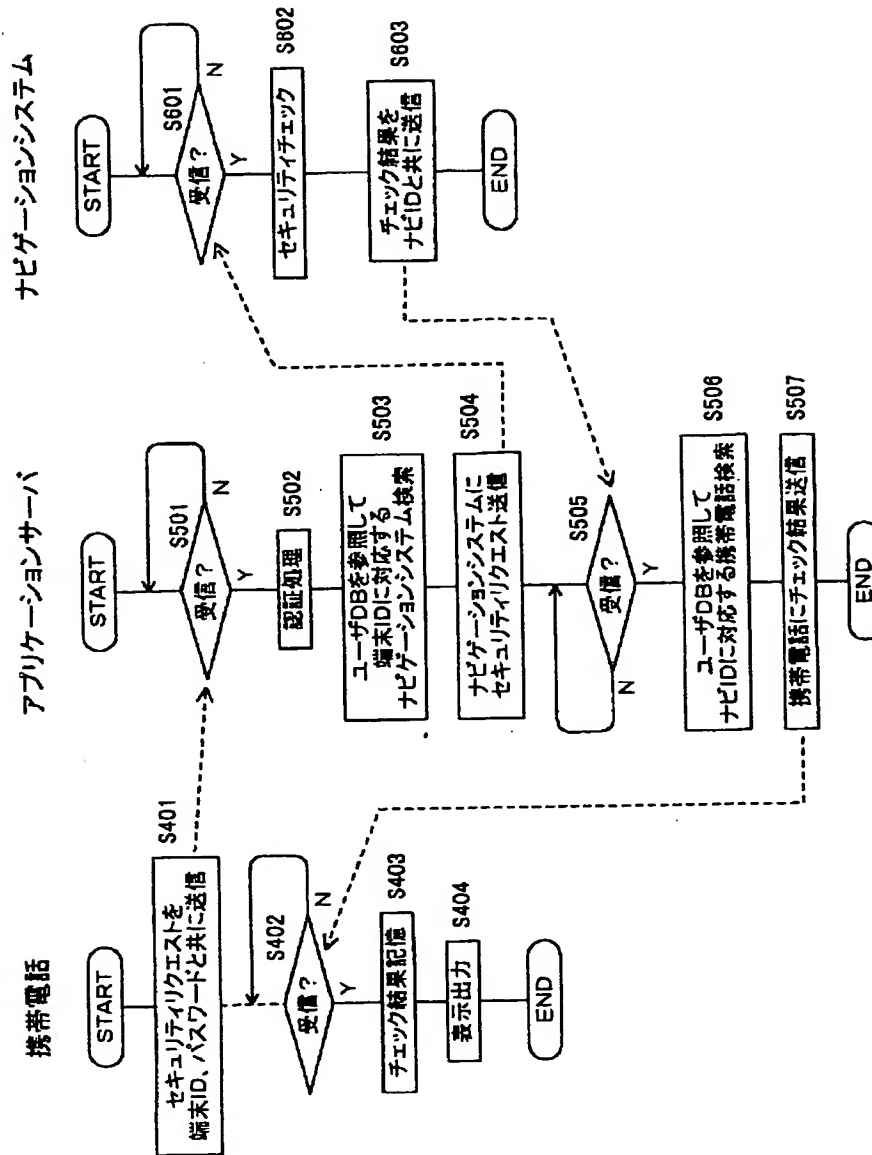 携帯電話
START
S401
セキュリティリクエストを
端末ID、パスワードと共に送信
S402
受信？
N
Y
S403
チェック結果記憶
S404
表示出力
END
アプリケーションサーバ
START
S501
受信？
N
Y
S502
認証処理
S503
ユーザDBを参照して
端末IDに対応する
ナビゲーションシステム検索
S504
ナビゲーションシステムに
セキュリティリクエスト送信
S505
受信？
N
Y
S506
ユーザDBを参照して
ナビIDに対応する携帯電話検索
S507
携帯電話にチェック結果送信
END
ナビゲーションシステム
START
S601
受信？
N
Y
S602
セキュリティチェック
S603
チェック結果を
ナビIDと共に送信
END